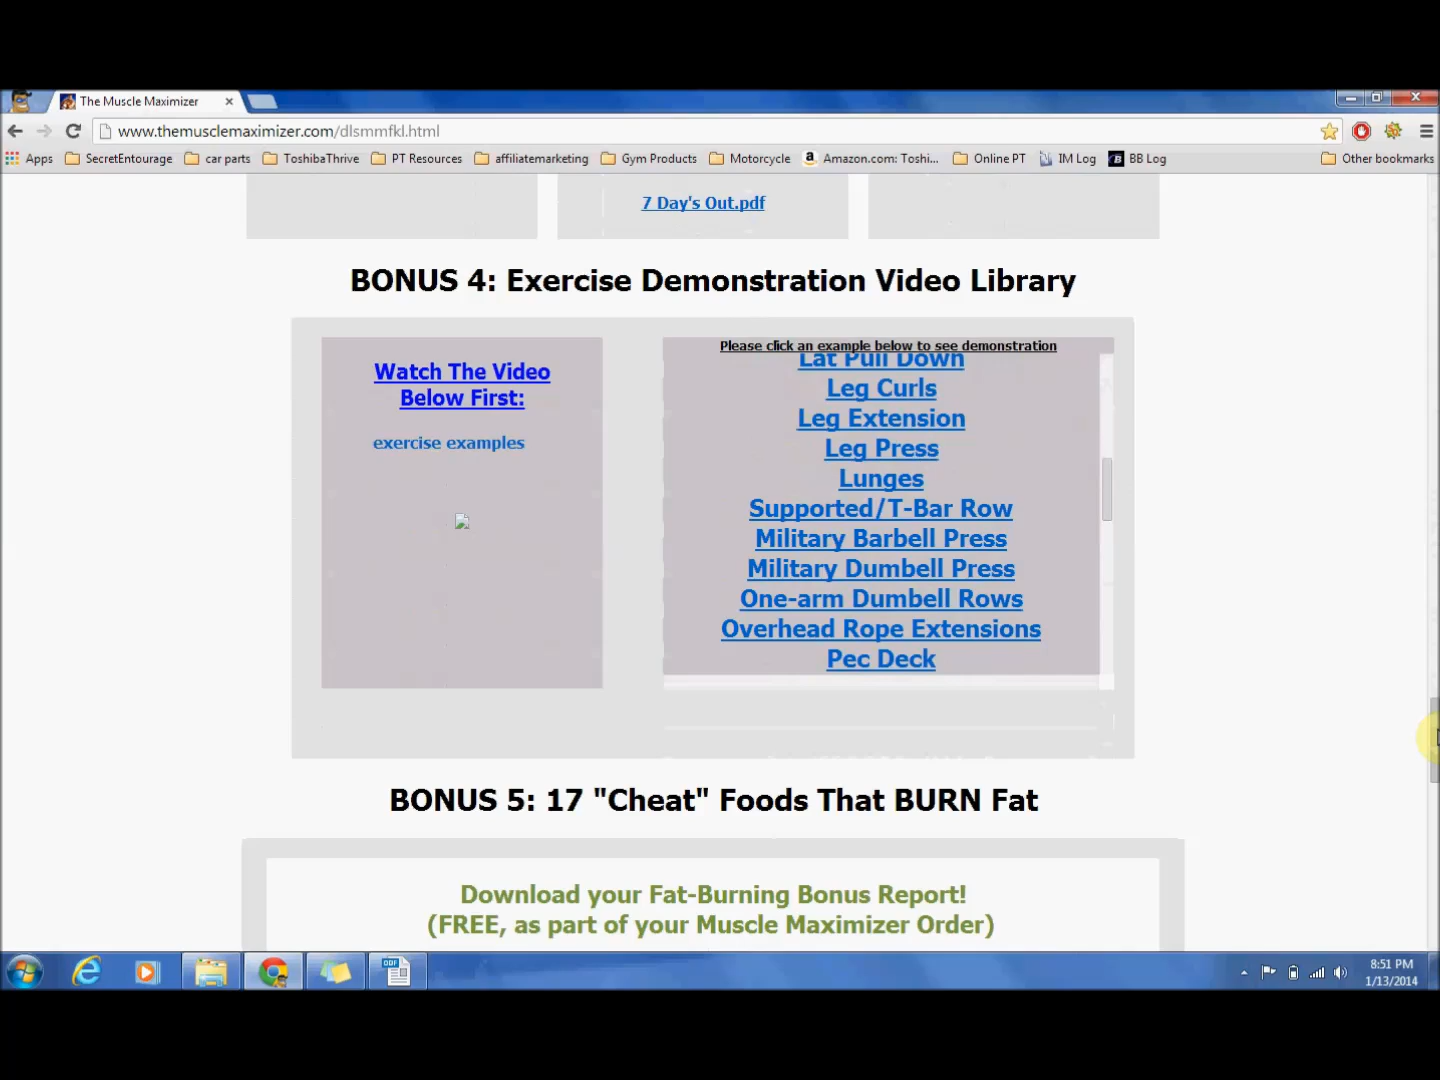 The Muscle Maximizer
www.themusclemaximizer.com/dlsmmfkl.html
Apps SecretEntourage car parts ToshibaThrive PT Resources affiliatemarketing Gym Products Motorcycle Amazon.com: Toshi... Online PT IM Log BB Log Other bookmarks
7 Day's Out.pdf
BONUS 4: Exercise Demonstration Video Library
Watch The Video
Below First:
exercise examples
Please click an example below to see demonstration
Lat Pull Down
Leg Curls
Leg Extension
Leg Press
Lunges
Supported/T-Bar Row
Military Barbell Press
Military Dumbell Press
One-arm Dumbell Rows
Overhead Rope Extensions
Pec Deck
BONUS 5: 17 "Cheat" Foods That BURN Fat
Download your Fat-Burning Bonus Report!
(FREE, as part of your Muscle Maximizer Order)
8:51 PM
1/13/2014